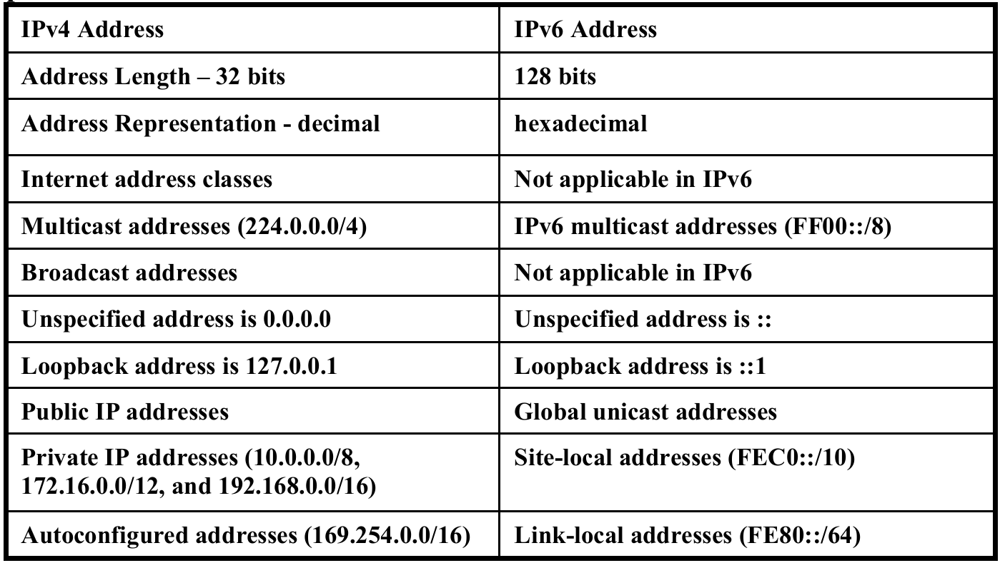 IPv4 Address
IPv6 Address
Address Length – 32 bits
128 bits
Address Representation - decimal
hexadecimal
Internet address classes
Not applicable in IPv6
Multicast addresses (224.0.0.0/4)
IPv6 multicast addresses (FF00::/8)
Broadcast addresses
Not applicable in IPv6
Unspecified address is 0.0.0.0
Unspecified address is ::
Loopback address is 127.0.0.1
Loopback address is ::1
Public IP addresses
Global unicast addresses
Private IP addresses (10.0.0.0/8,
172.16.0.0/12, and 192.168.0.0/16)
Site-local addresses (FEC0::/10)
Autoconfigured addresses (169.254.0.0/16)
Link-local addresses (FE80::/64)